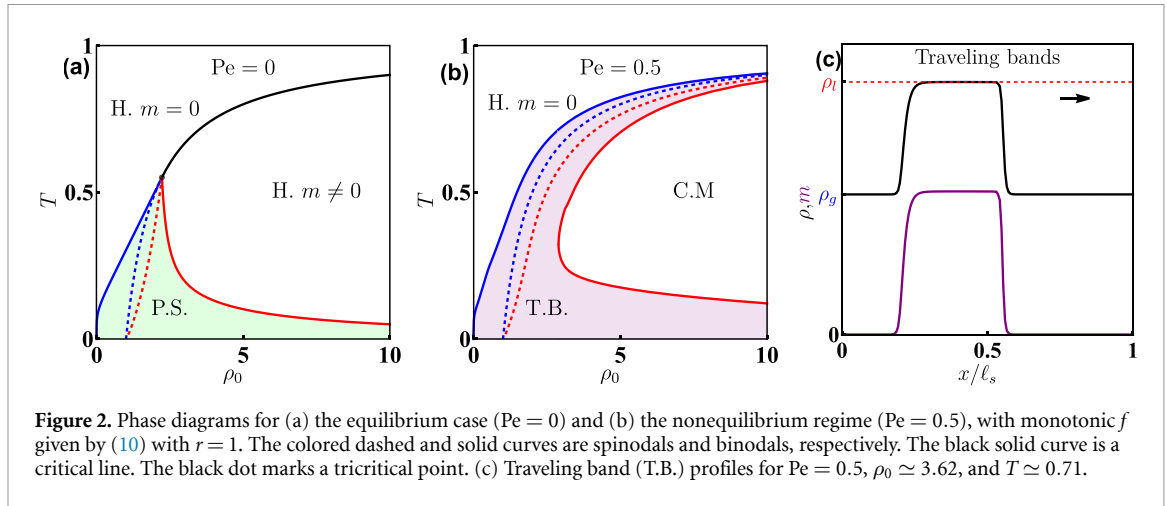 (a)
Pe = 0
H. m = 0
H. m ≠ 0
P.S.
1
0.5
0
T
0
5
10
ρ0
(b)
Pe = 0.5
H. m = 0
C.M
T.B.
1
0.5
0
T
0
5
10
ρ0
(c)
Traveling bands
ρl
ρg
ρ,m
0
0.5
1
x/ℓs
Figure 2. Phase diagrams for (a) the equilibrium case (Pe = 0) and (b) the nonequilibrium regime (Pe = 0.5), with monotonic f
given by (10) with r = 1. The colored dashed and solid curves are spinodals and binodals, respectively. The black solid curve is a
critical line. The black dot marks a tricritical point. (c) Traveling band (T.B.) profiles for Pe = 0.5, ρ0 ≃ 3.62, and T ≃ 0.71.